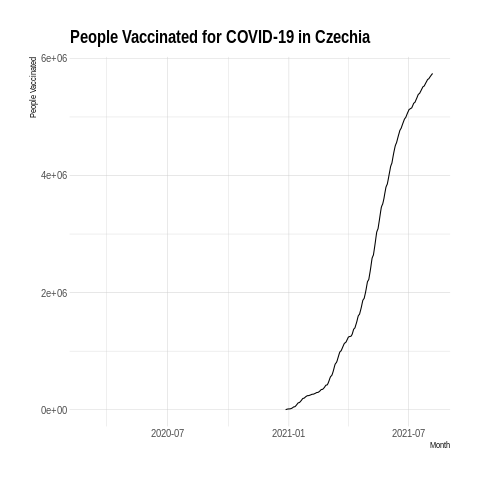 People Vaccinated for COVID-19 in Czechia
People Vaccinated
6e+06
4e+06
2e+06
0e+00
2020-07 2021-01 2021-07
Month